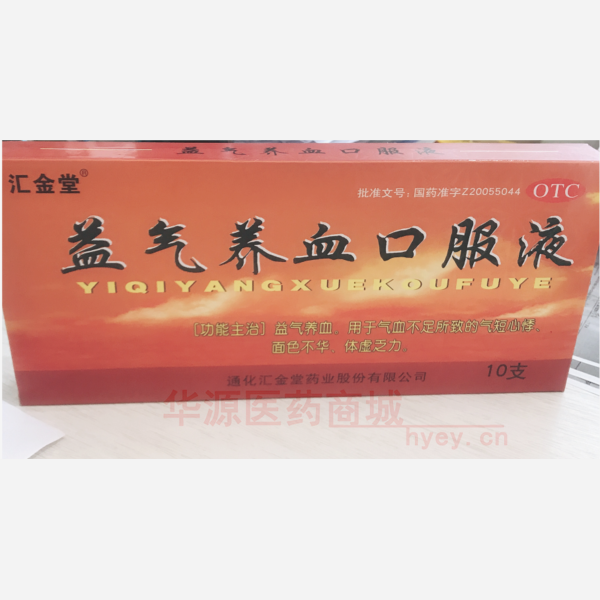 益气养血口服液
汇金堂®
批准文号:国药准字Z20055044 OTC
益气养血口服液
YIQIYANGXUEKOUFUYE
[功能主治]益气养血。用于气血不足所致的气短心悸、
面色不华、体虚乏力。
通化汇金堂药业股份有限公司
10支
华源医药商城
hyey.cn